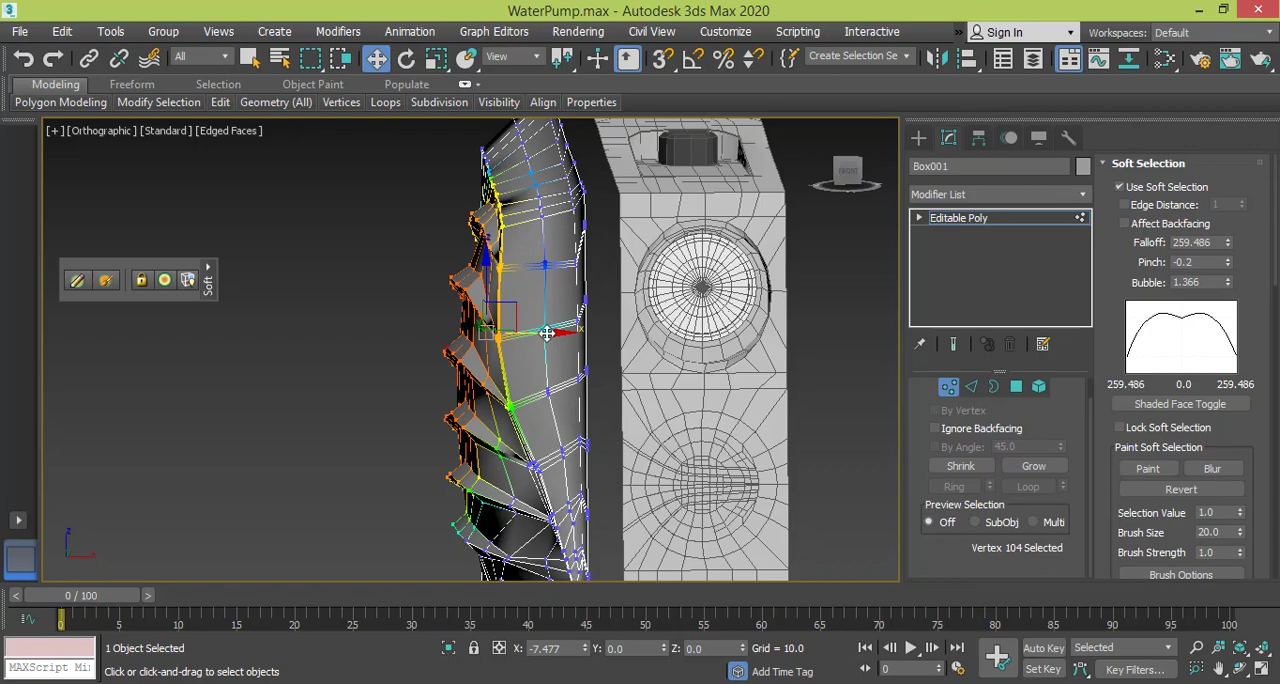 WaterPump.max - Autodesk 3ds Max 2020
File Edit Tools Group Views Create Modifiers Animation Graph Editors Rendering Civil View Customize Scripting Interactive Sign In Workspaces: Default
All View Create Selection Se
Modeling Freeform Selection Object Paint Populate
Polygon Modeling Modify Selection Edit Geometry (All) Vertices Loops Subdivision Visibility Align Properties
[ + ] [Orthographic ] [Standard ] [Edged Faces ]
FRONT
Soft
x
z
Box001
Modifier List
Editable Poly
By Vertex
Ignore Backfacing
By Angle: 45.0
Shrink Grow
Ring Loop
Preview Selection
Off SubObj Multi
Vertex 104 Selected
Soft Selection
Use Soft Selection
Edge Distance: 1
Affect Backfacing
Falloff: 259.486
Pinch: -0.2
Bubble: 1.366
259.486 0.0 259.486
Shaded Face Toggle
Lock Soft Selection
Paint Soft Selection
Paint Blur
Revert
Selection Value 1.0
Brush Size 20.0
Brush Strength 1.0
Brush Options
< 0 / 100 >
0 5 10 15 20 25 30 35 40 45 50 55 60 65 70 75 80 85 90 95 100
MAXScript Mi
1 Object Selected
Click or click-and-drag to select objects
X: -7.477 Y: 0.0 Z: 0.0 Grid = 10.0
Add Time Tag
0
Auto Key Selected
Set Key Key Filters...